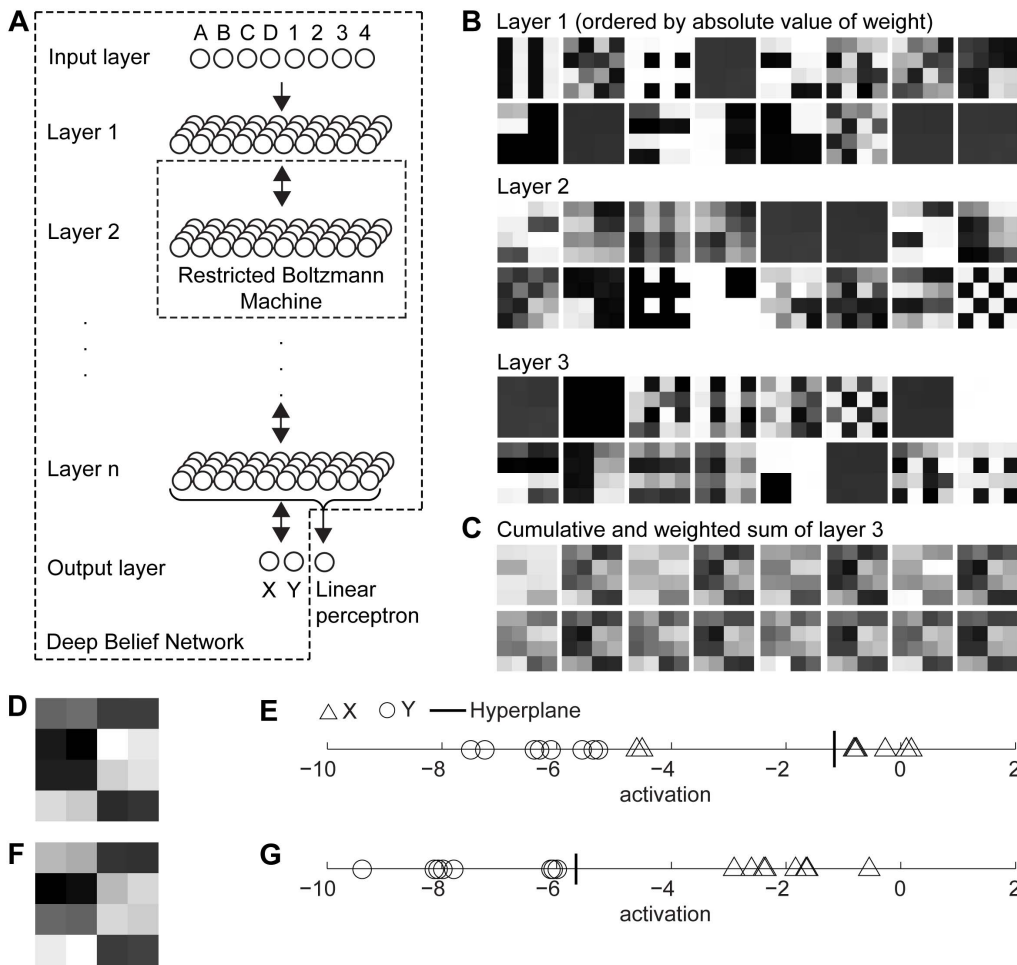 A
A B C D 1 2 3 4
Input layer
Layer 1
Layer 2
Restricted Boltzmann
Machine
Layer n
Output layer
X Y
Linear
perceptron
Deep Belief Network
B Layer 1 (ordered by absolute value of weight)
Layer 2
Layer 3
C Cumulative and weighted sum of layer 3
D
E
X Y Hyperplane
−10 −8 −6 −4 −2 0 2
activation
F
G
−10 −8 −6 −4 −2 0 2
activation